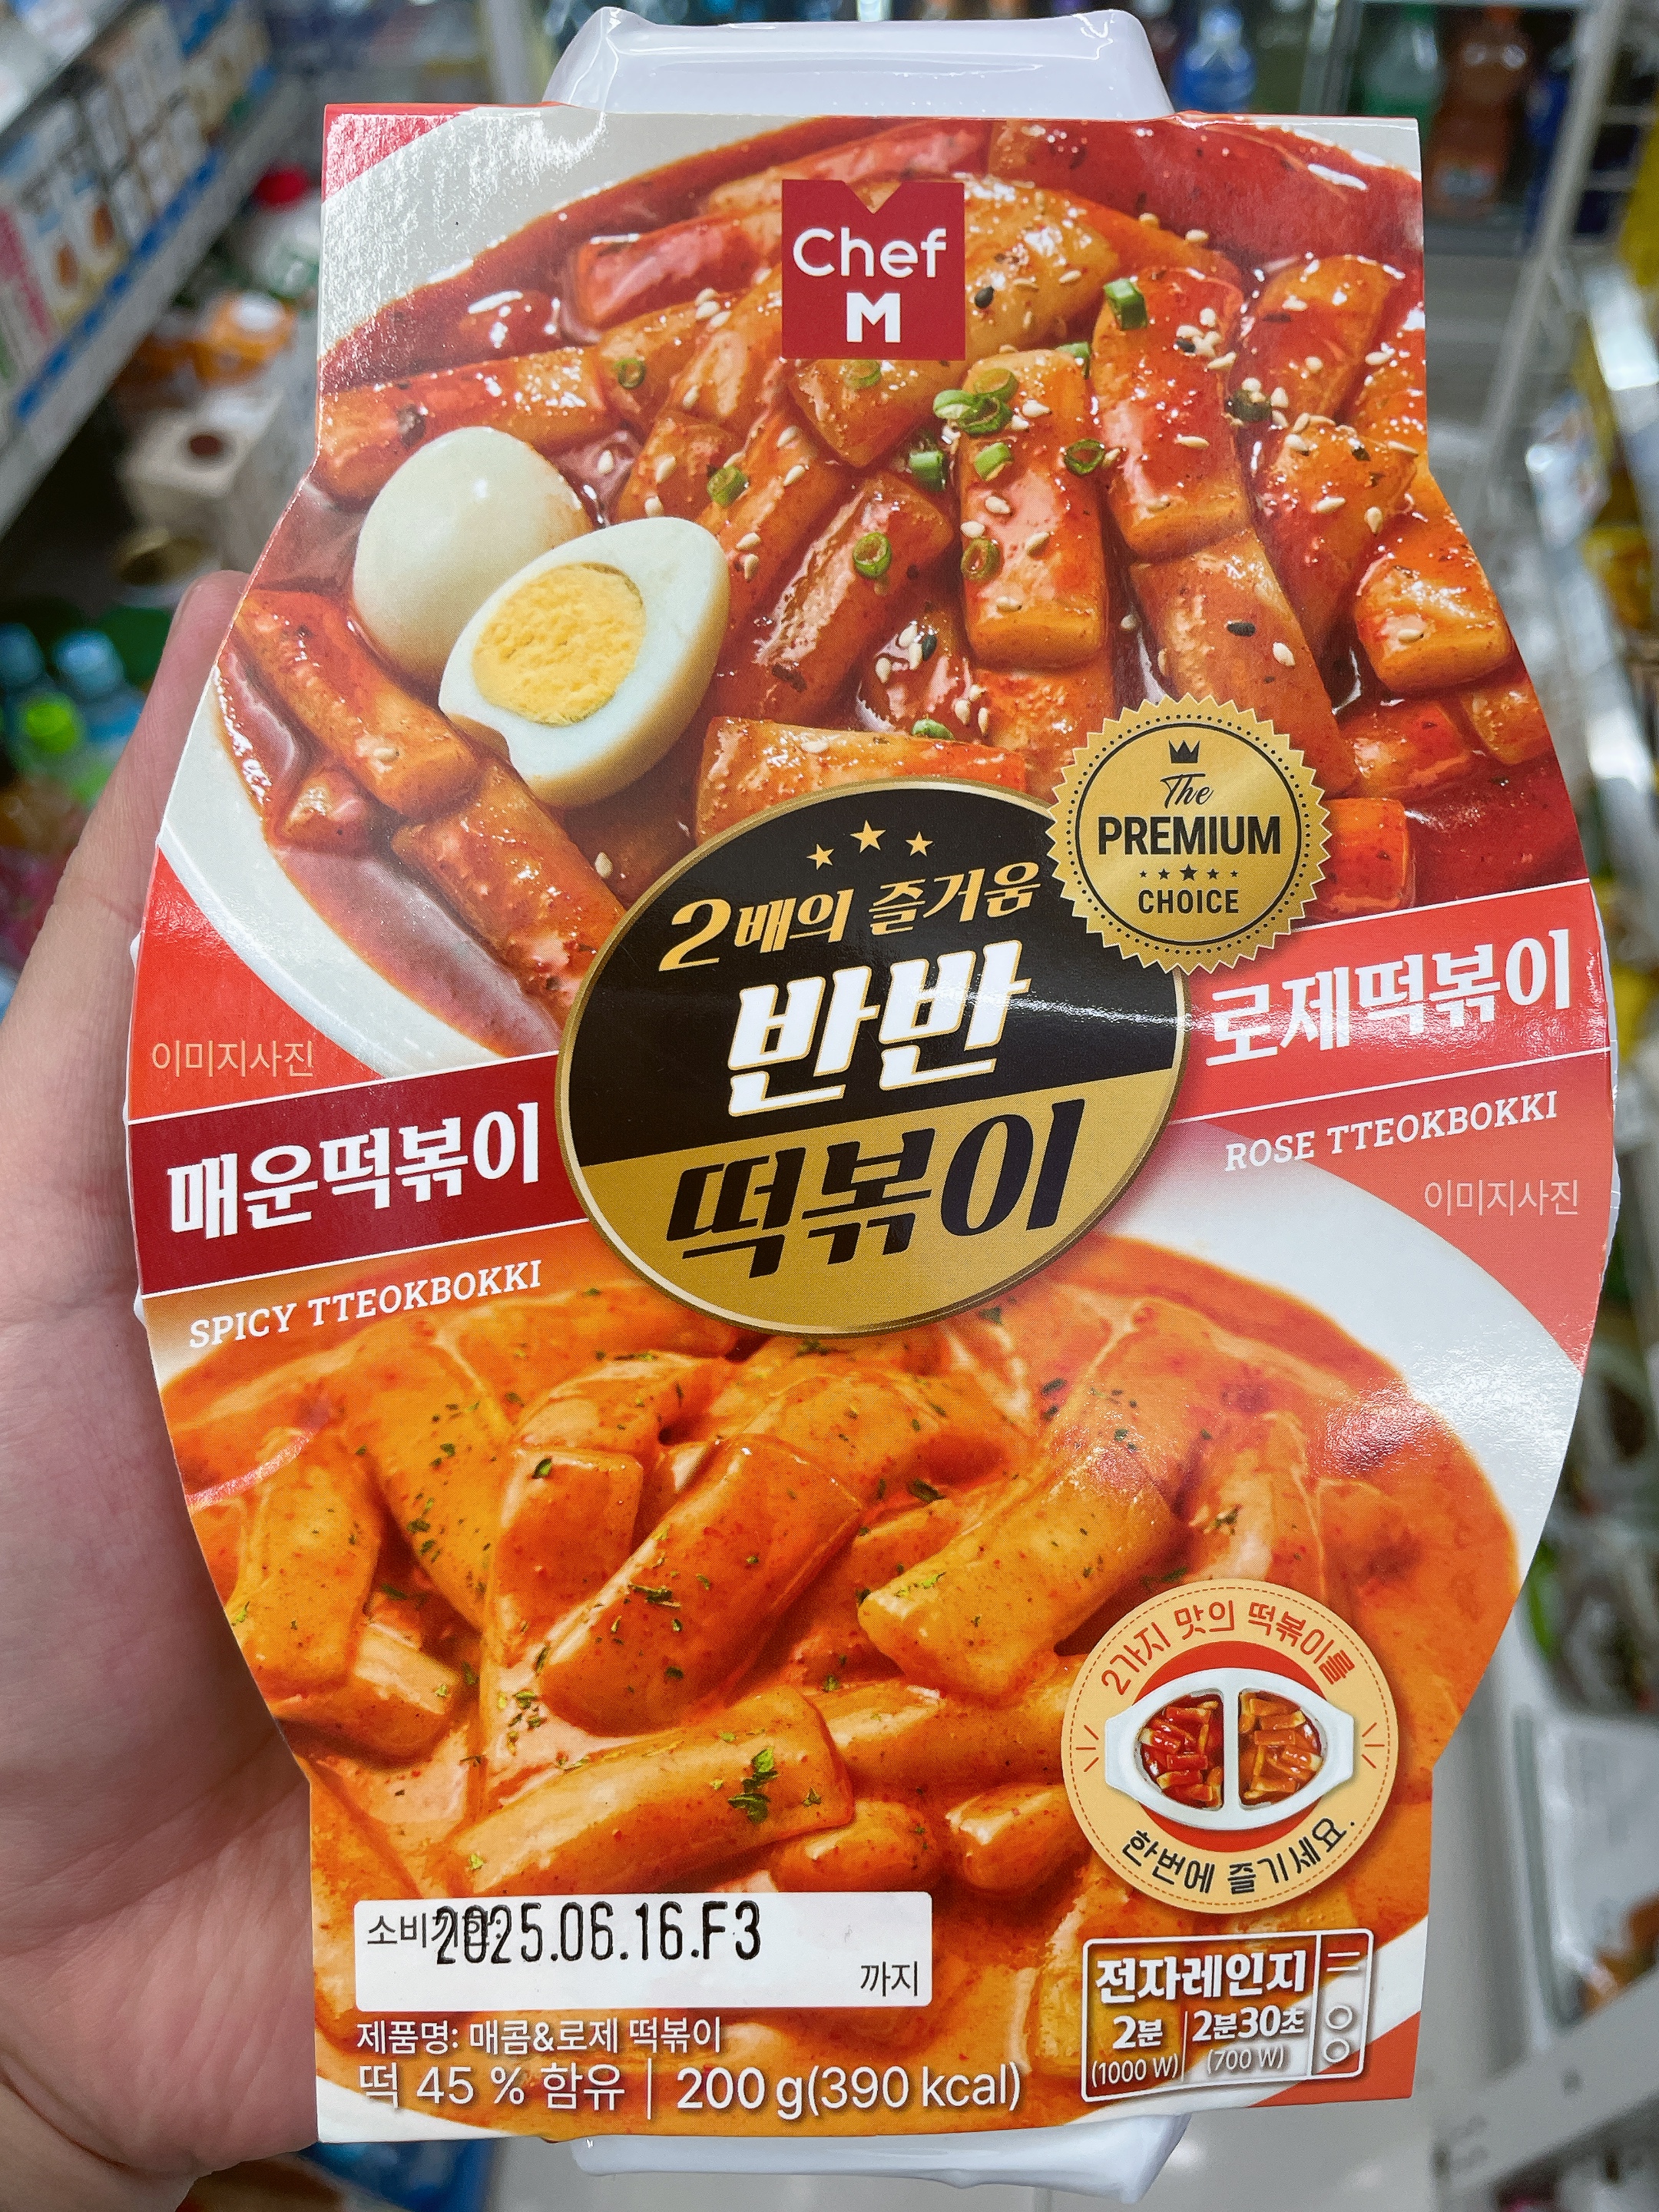 Chef
M
The
PREMIUM
CHOICE
2배의 즐거움
반반
떡볶이
로제떡볶이
ROSE TTEOKBOKKI
이미지사진
이미지사진
매운떡볶이
SPICY TTEOKBOKKI
2가지 맛의 떡볶이를
한번에 즐기세요.
소비기한:
2025.06.16.F3
까지
제품명: 매콤&로제 떡볶이
떡 45 % 함유 | 200 g(390 kcal)
전자레인지
2분 | 2분30초
(1000 W) (700 W)